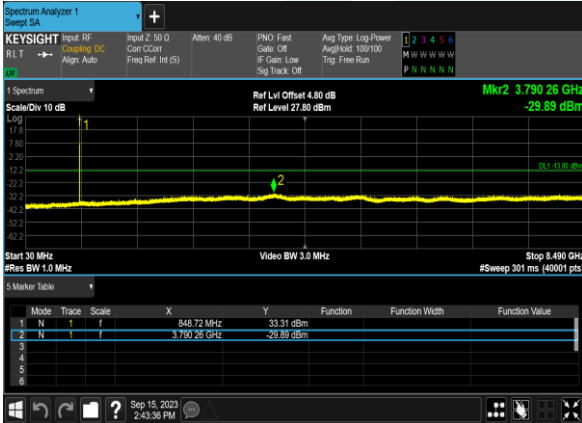 Spectrum Analyzer 1
Swept SA
+
KEYSIGHT Input: RF Input Z: 50 Ω Atten: 40 dB PNO: Fast Avg Type: Log-Power 1 2 3 4 5 6
RLT Coupling: DC Corr CCorr Gate: Off Avg|Hold: 100/100 M W W W W W
Align: Auto Freq Ref: Int (S) IF Gain: Low Trig: Free Run P N N N N N
Sig Track: Off
LXI
1 Spectrum Ref Lvl Offset 4.80 dB Mkr2 3.790 26 GHz
Scale/Div 10 dB Ref Level 27.80 dBm -29.89 dBm
Log
17.8
7.80
-2.20
-12.2
-22.2
-32.2
-42.2
-52.2
-62.2
1
DL1 -13.00 dBm
2
Start 30 MHz Video BW 3.0 MHz Stop 8.490 GHz
#Res BW 1.0 MHz #Sweep 301 ms (40001 pts
5 Marker Table
Mode Trace Scale X Y Function Function Width Function Value
1 N 1 f 848.72 MHz 33.31 dBm
2 N 1 f 3.790 26 GHz -29.89 dBm
3
4
5
6
? Sep 15, 2023
2:43:36 PM